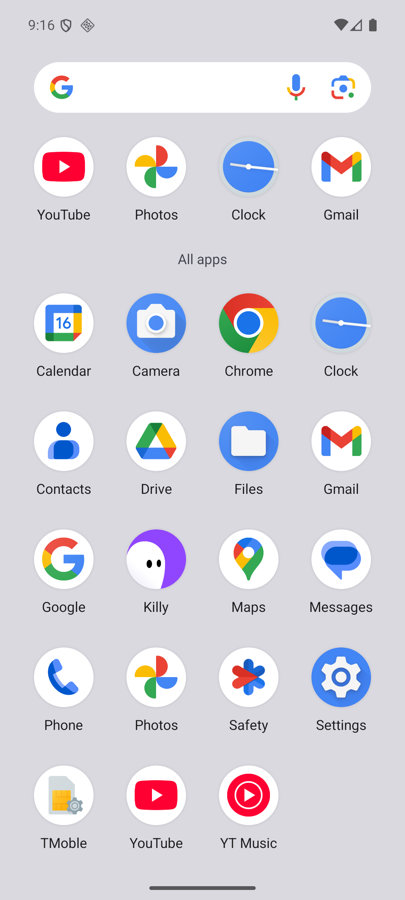 9:16
YouTube
Photos
Clock
Gmail
All apps
16
Calendar
Camera
Chrome
Clock
Contacts
Drive
Files
Gmail
Google
Killy
Maps
Messages
Phone
Photos
Safety
Settings
TMoble
YouTube
YT Music